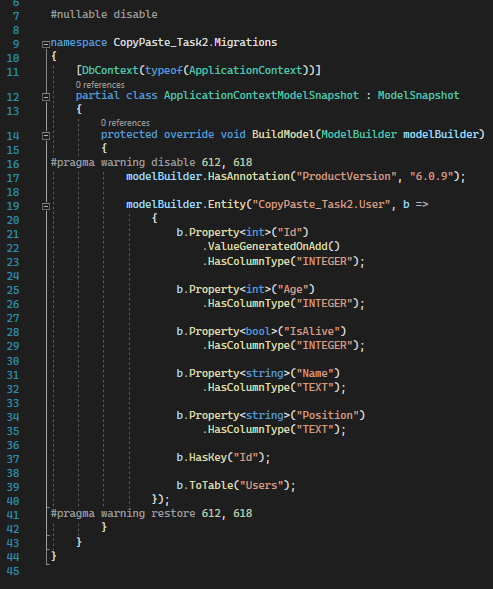 6
7 #nullable disable
8
9 namespace CopyPaste_Task2.Migrations
10 {
11 [DbContext(typeof(ApplicationContext))]
0 references
12 partial class ApplicationContextModelSnapshot : ModelSnapshot
13 {
0 references
14 protected override void BuildModel(ModelBuilder modelBuilder)
15 {
16 #pragma warning disable 612, 618
17 modelBuilder.HasAnnotation("ProductVersion", "6.0.9");
18
19 modelBuilder.Entity("CopyPaste_Task2.User", b =>
20 {
21 b.Property<int>("Id")
22 .ValueGeneratedOnAdd()
23 .HasColumnType("INTEGER");
24
25 b.Property<int>("Age")
26 .HasColumnType("INTEGER");
27
28 b.Property<bool>("IsAlive")
29 .HasColumnType("INTEGER");
30
31 b.Property<string>("Name")
32 .HasColumnType("TEXT");
33
34 b.Property<string>("Position")
35 .HasColumnType("TEXT");
36
37 b.HasKey("Id");
38
39 b.ToTable("Users");
40 });
41 #pragma warning restore 612, 618
42 }
43 }
44 }
45